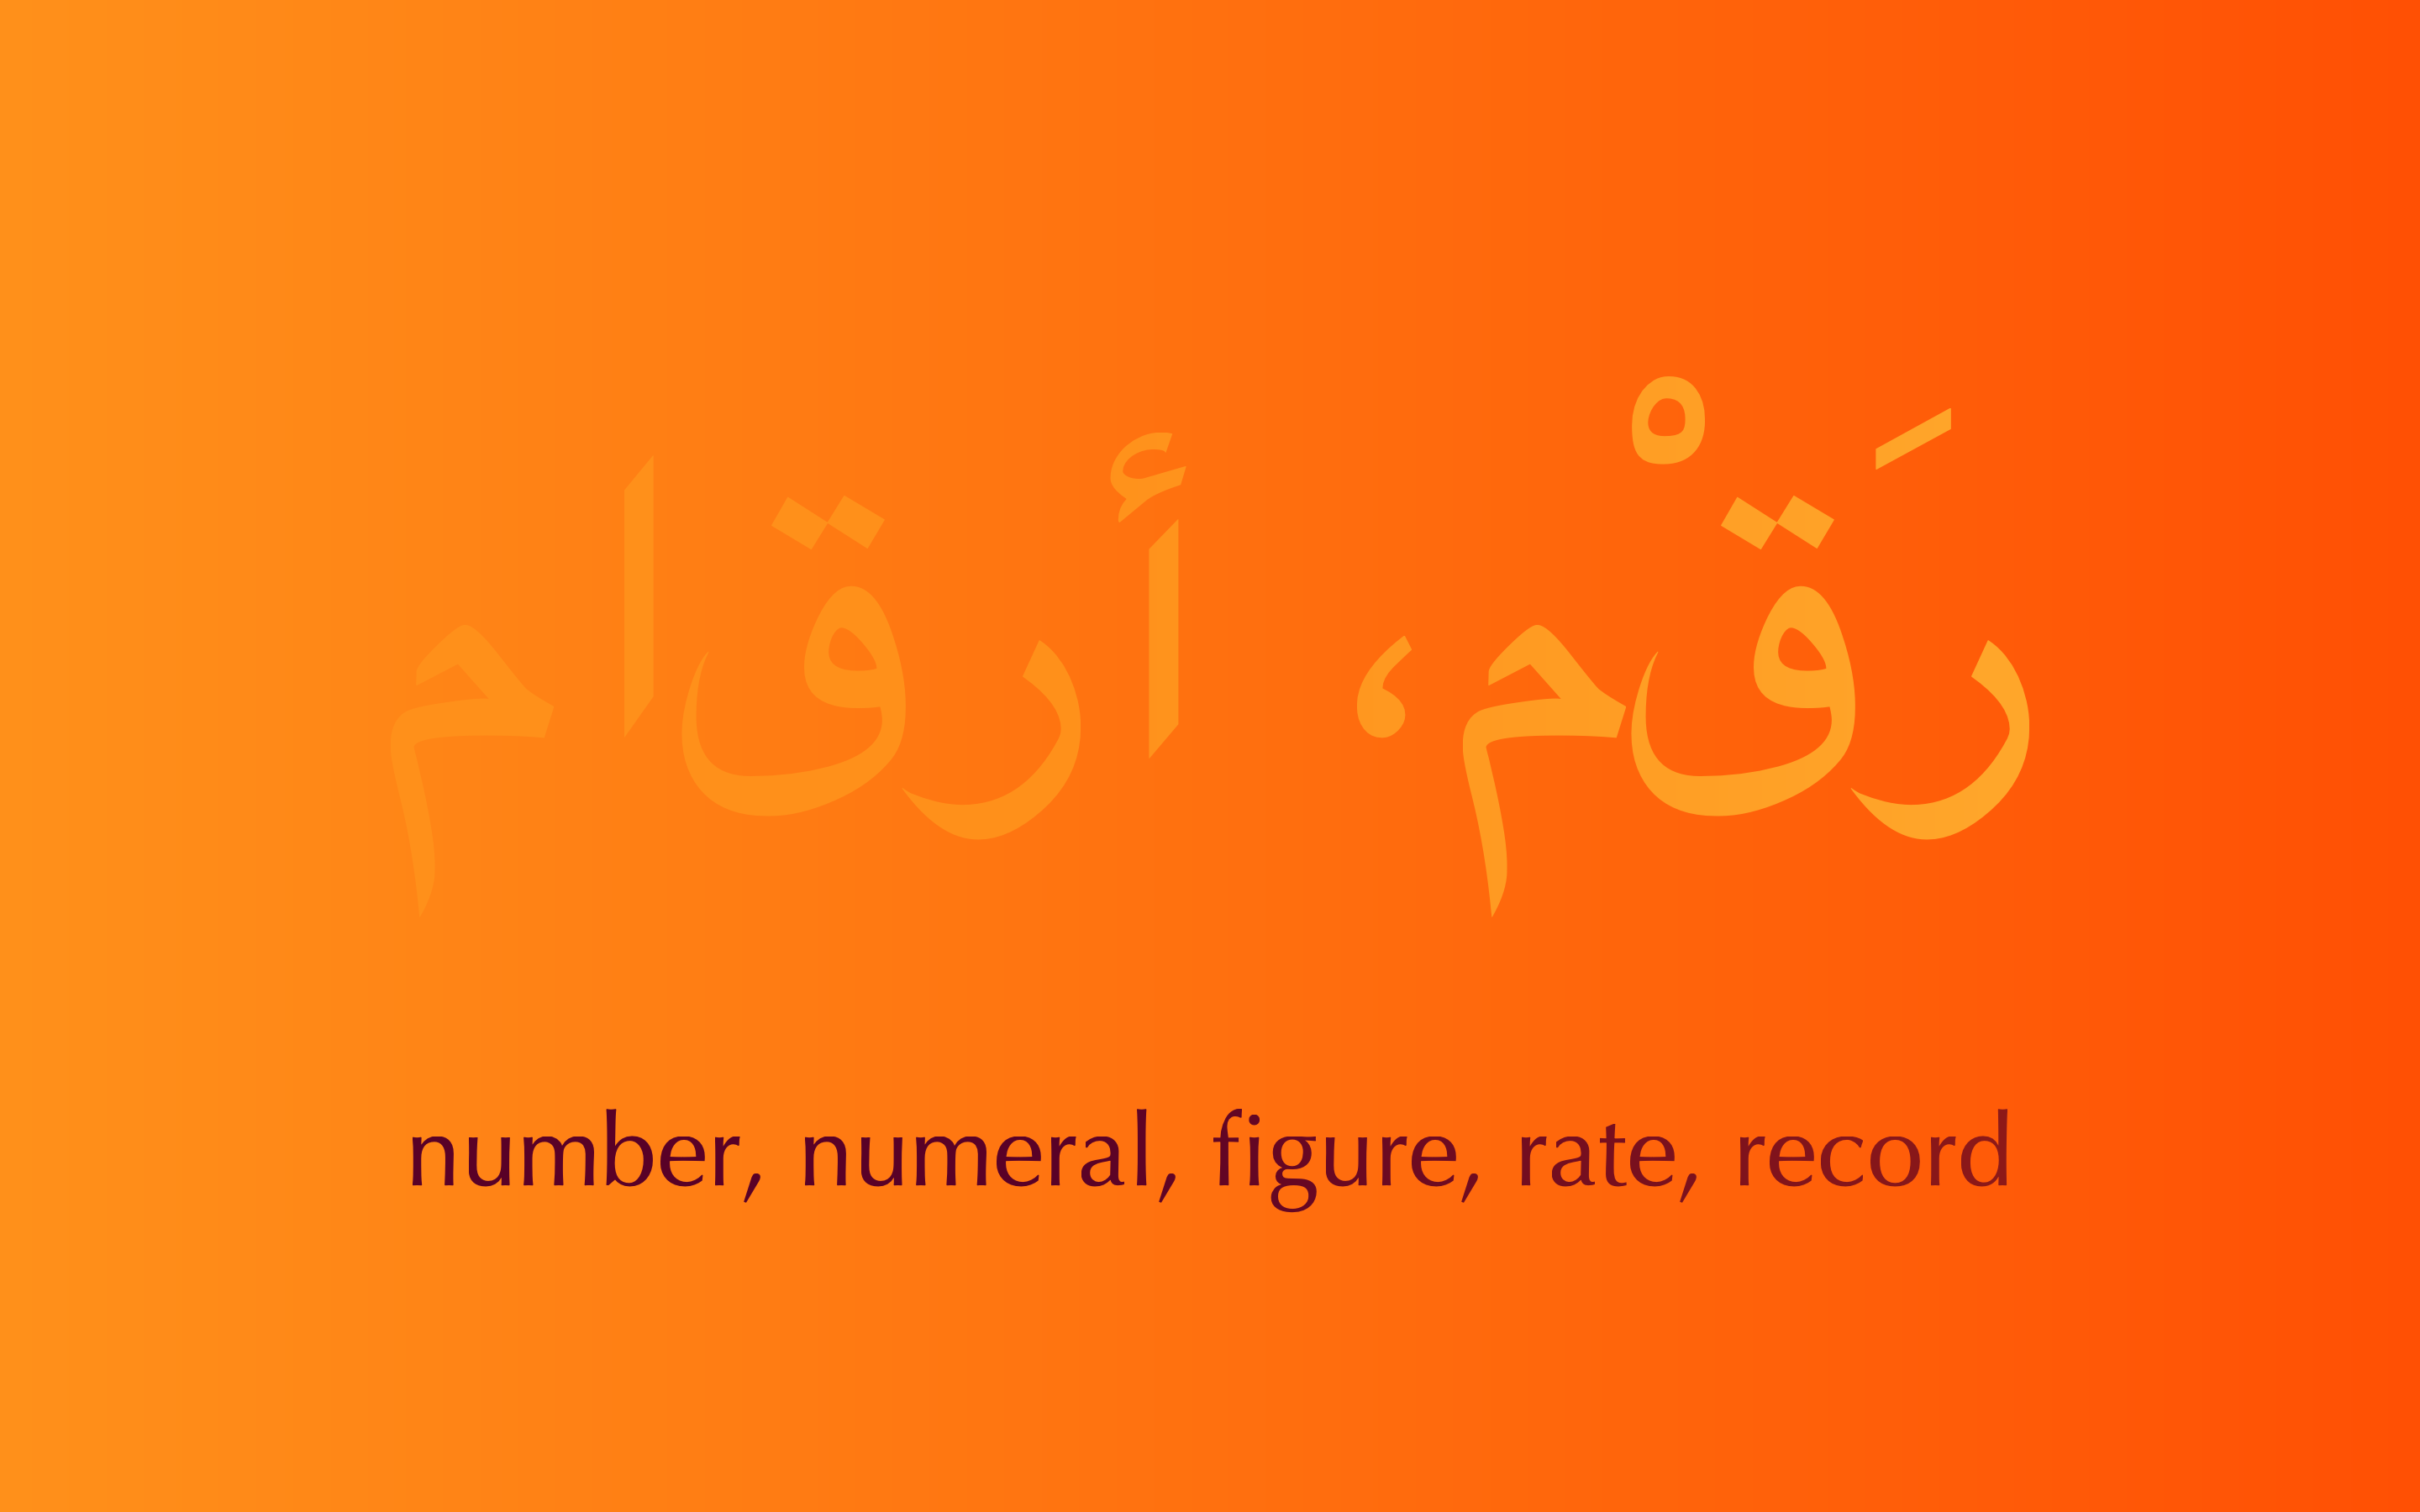 رَقْم، أرقام
number, numeral, figure, rate, record